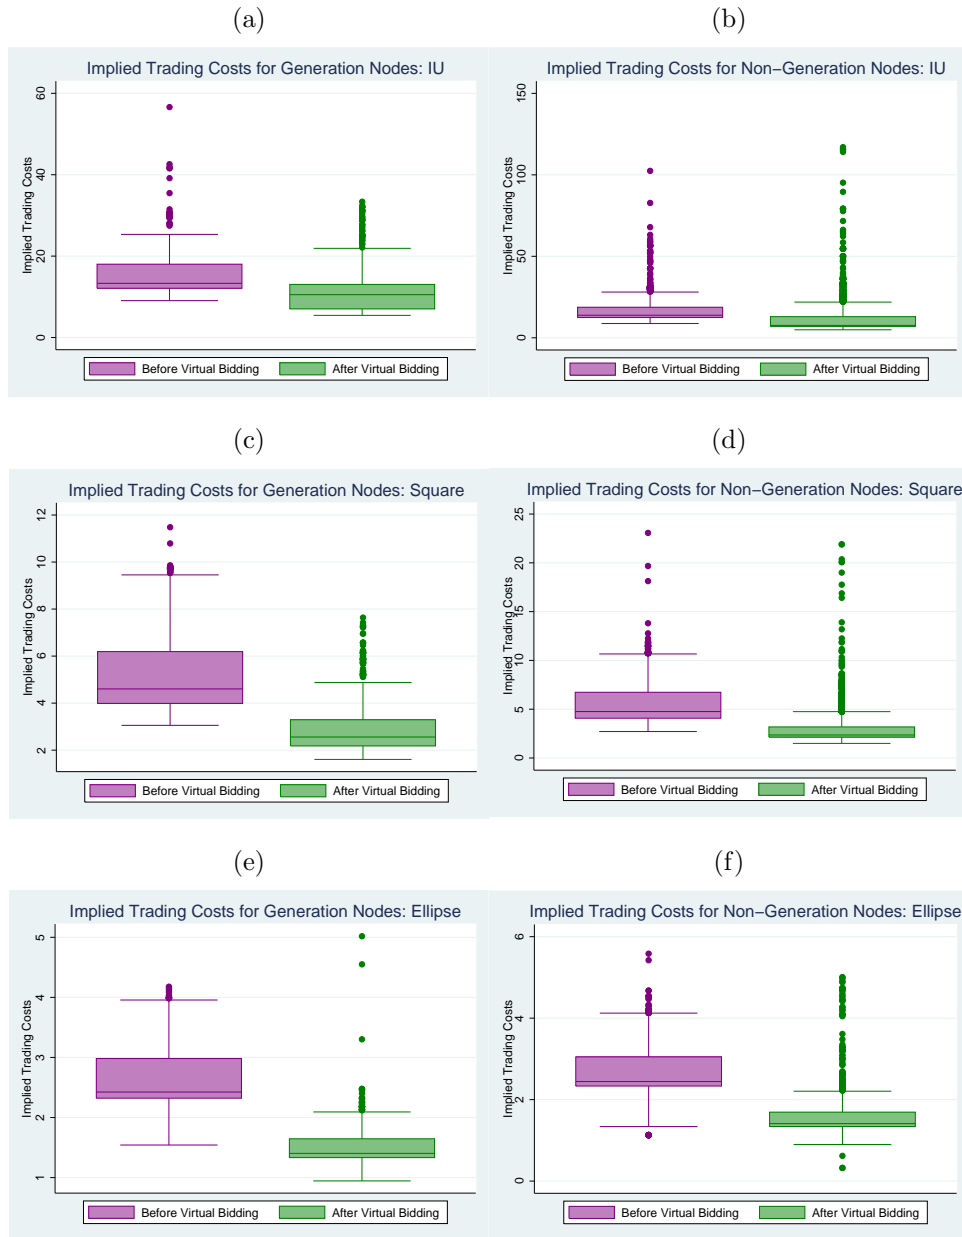 (a)
(b)
Implied Trading Costs for Generation Nodes: IU
Implied Trading Costs
60
40
20
0
Before Virtual Bidding
After Virtual Bidding
Implied Trading Costs for Non−Generation Nodes: IU
Implied Trading Costs
150
100
50
0
Before Virtual Bidding
After Virtual Bidding
(c)
(d)
Implied Trading Costs for Generation Nodes: Square
Implied Trading Costs
12
10
8
6
4
2
Before Virtual Bidding
After Virtual Bidding
Implied Trading Costs for Non−Generation Nodes: Square
Implied Trading Costs
25
20
15
10
5
0
Before Virtual Bidding
After Virtual Bidding
(e)
(f)
Implied Trading Costs for Generation Nodes: Ellipse
Implied Trading Costs
5
4
3
2
1
Before Virtual Bidding
After Virtual Bidding
Implied Trading Costs for Non−Generation Nodes: Ellipse
Implied Trading Costs
6
4
2
0
Before Virtual Bidding
After Virtual Bidding